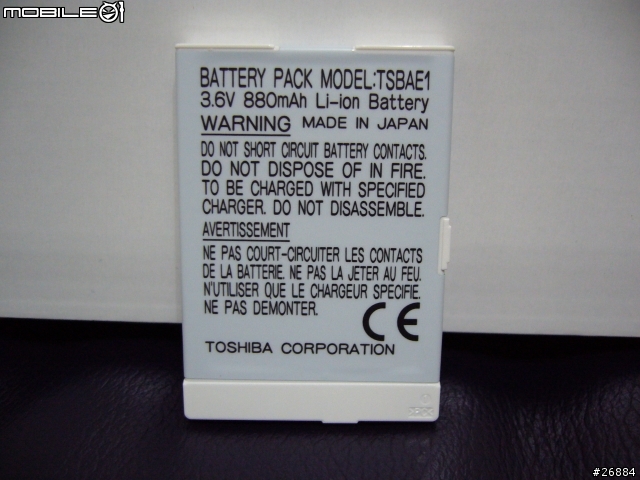 MOBILE01
BATTERY PACK MODEL:TSBAE1
3.6V 880mAh Li-ion Battery
WARNING MADE IN JAPAN
DO NOT SHORT CIRCUIT BATTERY CONTACTS.
DO NOT DISPOSE OF IN FIRE.
TO BE CHARGED WITH SPECIFIED
CHARGER. DO NOT DISASSEMBLE.
AVERTISSEMENT
NE PAS COURT-CIRCUITER LES CONTACTS
DE LA BATTERIE. NE PAS LA JETER AU FEU.
N'UTILISER QUE LE CHARGEUR SPECIFIE.
NE PAS DEMONTER.
CE
TOSHIBA CORPORATION
#26884